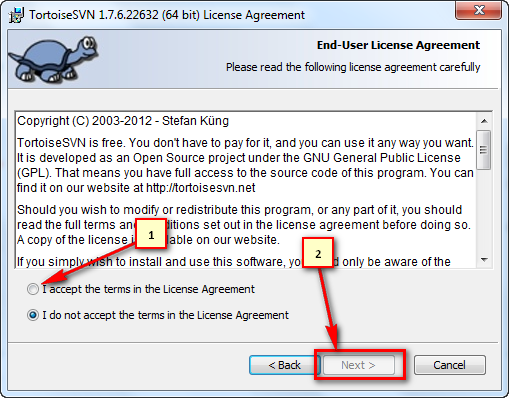 TortoiseSVN 1.7.6.22632 (64 bit) License Agreement
End-User License Agreement
Please read the following license agreement carefully
Copyright (C) 2003-2012 - Stefan Küng
TortoiseSVN is free. You don't have to pay for it, and you can use it any way you want.
It is developed as an Open Source project under the GNU General Public License
(GPL). That means you have full access to the source code of this program. You can
find it on our website at http://tortoisesvn.net
Should you wish to modify or redistribute this program, or any part of it, you should
read the full terms and ditions set out in the license agreement before doing so.
A copy of the license i able on our website.
If you simply wish to install and use this software, yo d only be aware of the
1
2
I accept the terms in the License Agreement
I do not accept the terms in the License Agreement
< Back
Next >
Cancel